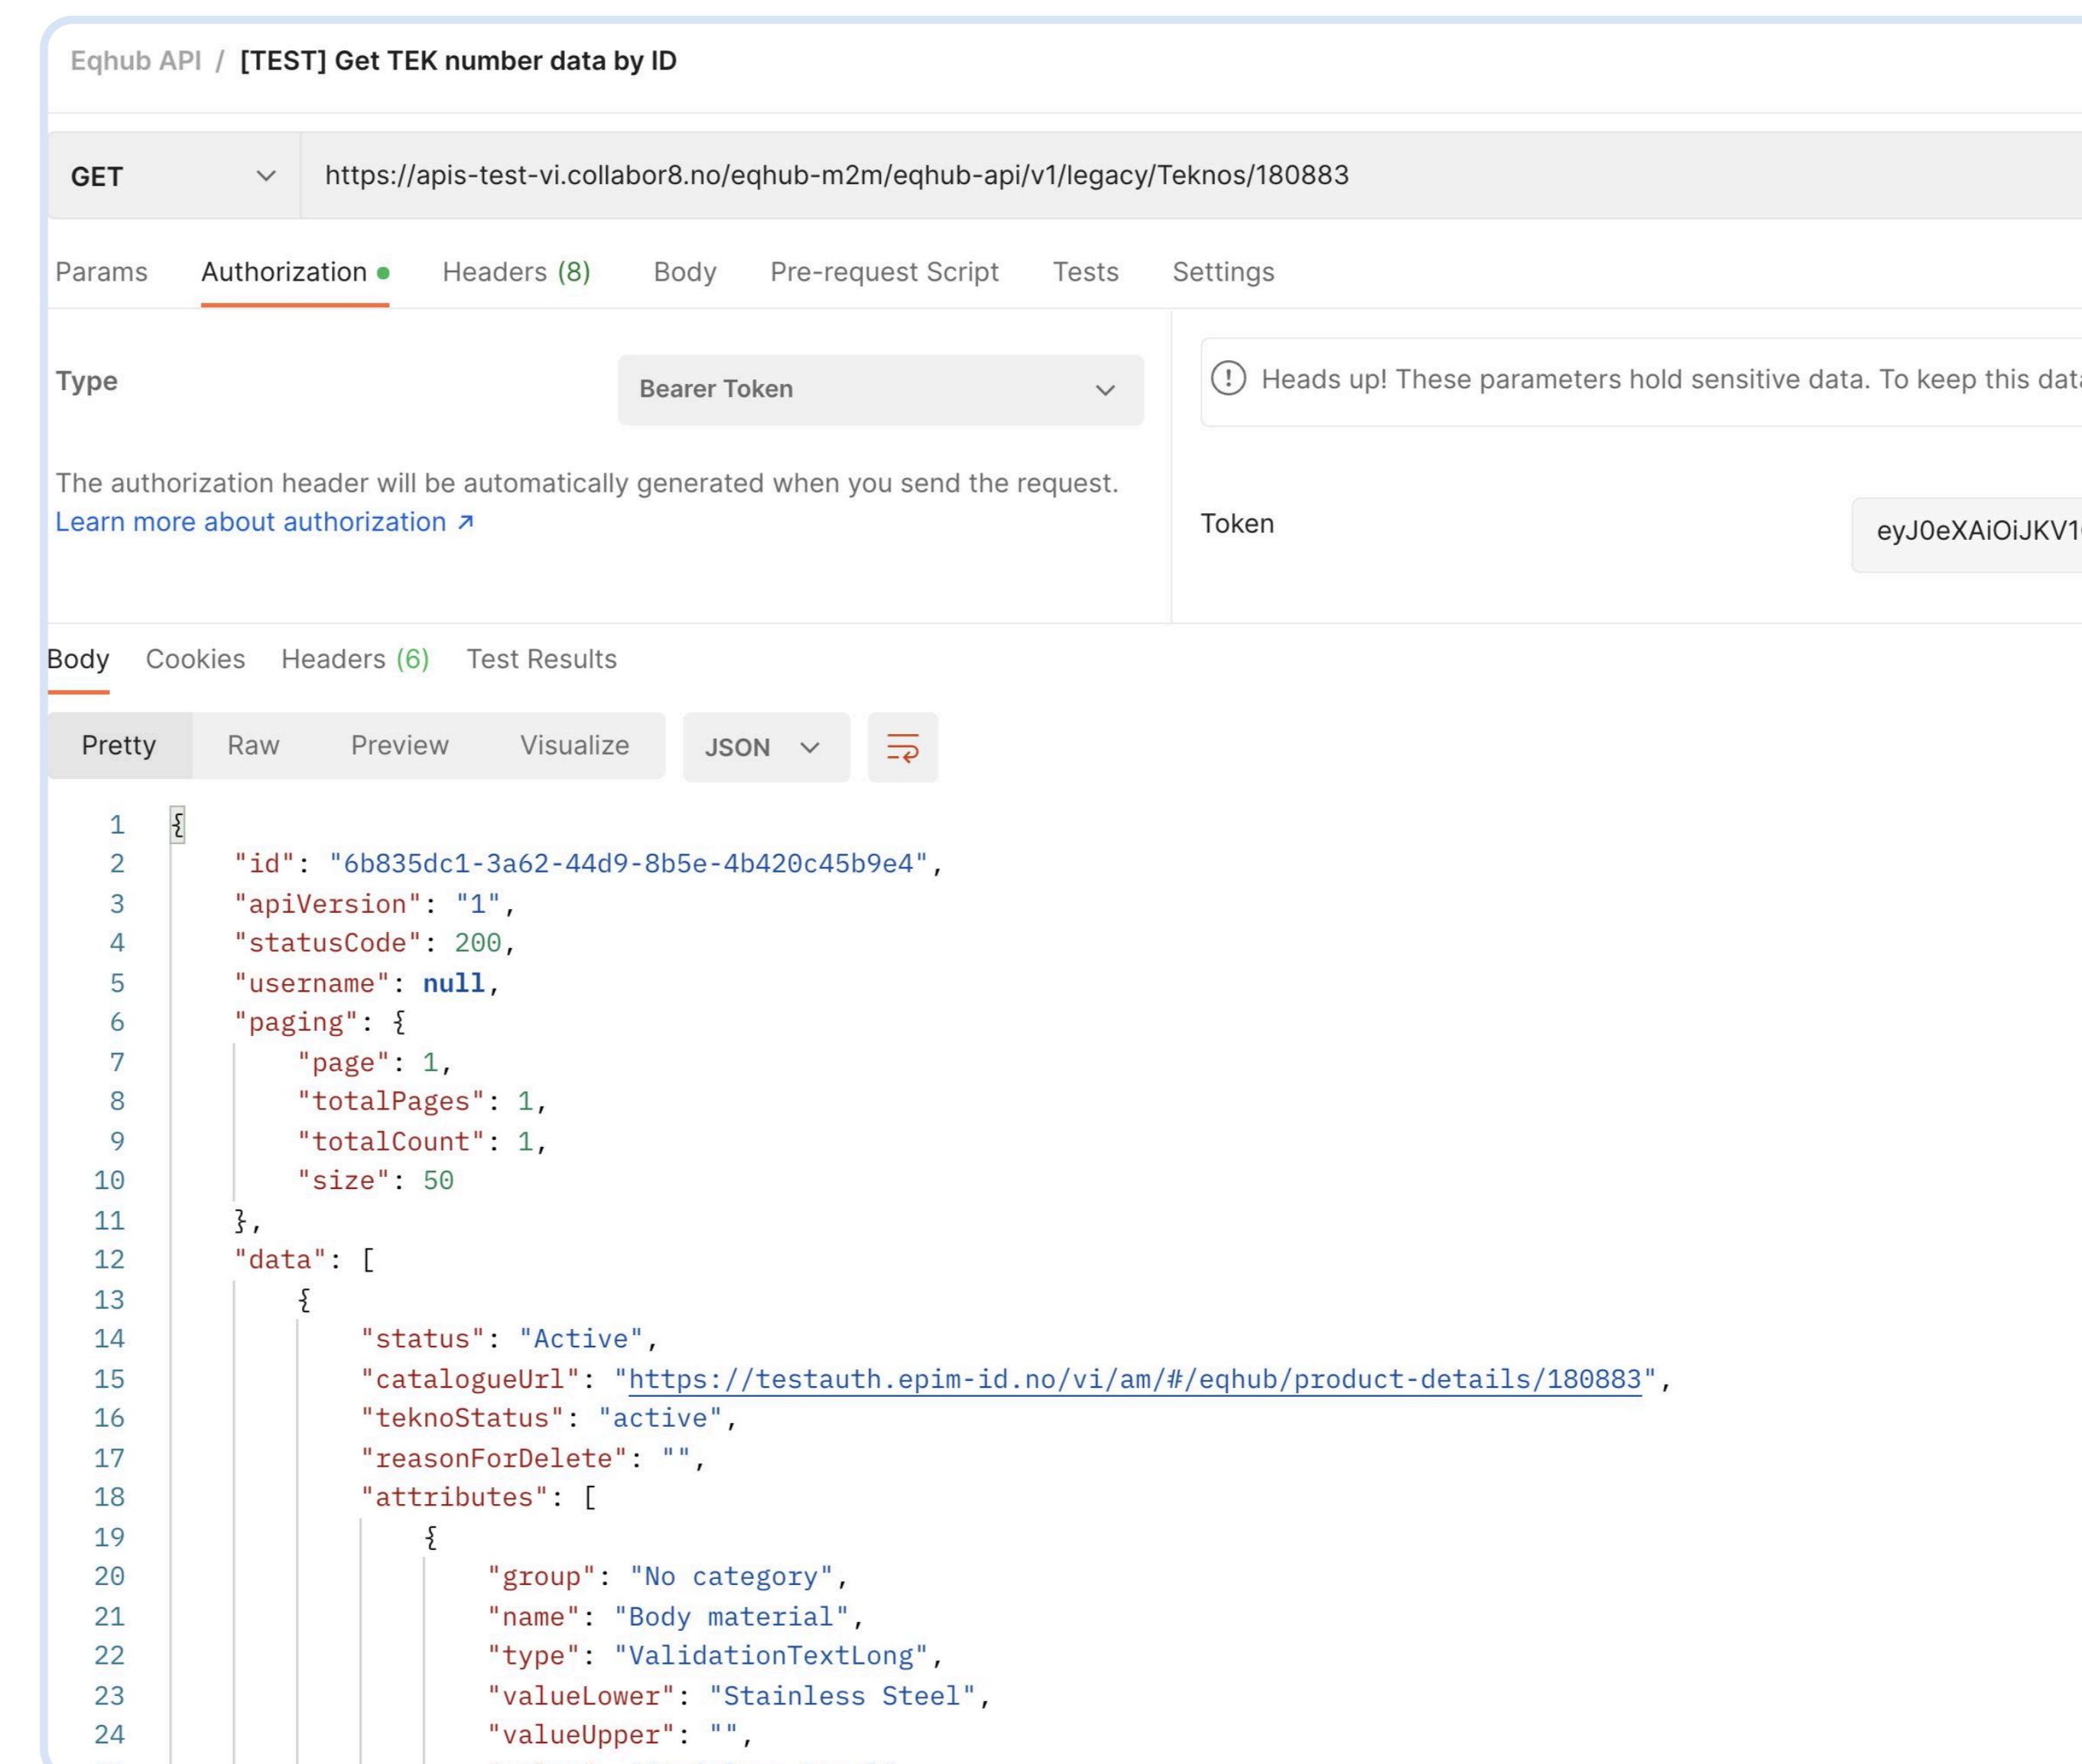 Eqhub API / [TEST] Get TEK number data by ID
GET https://apis-test-vi.collabor8.no/eqhub-m2m/eqhub-api/v1/legacy/Teknos/180883
Params Authorization Headers (8) Body Pre-request Script Tests Settings
Type Bearer Token
The authorization header will be automatically generated when you send the request.
Learn more about authorization ↗
Heads up! These parameters hold sensitive data. To keep this data
Token eyJ0eXAiOiJKV1
Body Cookies Headers (6) Test Results
Pretty Raw Preview Visualize JSON
1 {
2 "id": "6b835dc1-3a62-44d9-8b5e-4b420c45b9e4",
3 "apiVersion": "1",
4 "statusCode": 200,
5 "username": null,
6 "paging": {
7 "page": 1,
8 "totalPages": 1,
9 "totalCount": 1,
10 "size": 50
11 },
12 "data": [
13 {
14 "status": "Active",
15 "catalogueUrl": "https://testauth.epim-id.no/vi/am/#/eqhub/product-details/180883",
16 "teknoStatus": "active",
17 "reasonForDelete": "",
18 "attributes": [
19 {
20 "group": "No category",
21 "name": "Body material",
22 "type": "ValidationTextLong",
23 "valueLower": "Stainless Steel",
24 "valueUpper": "",